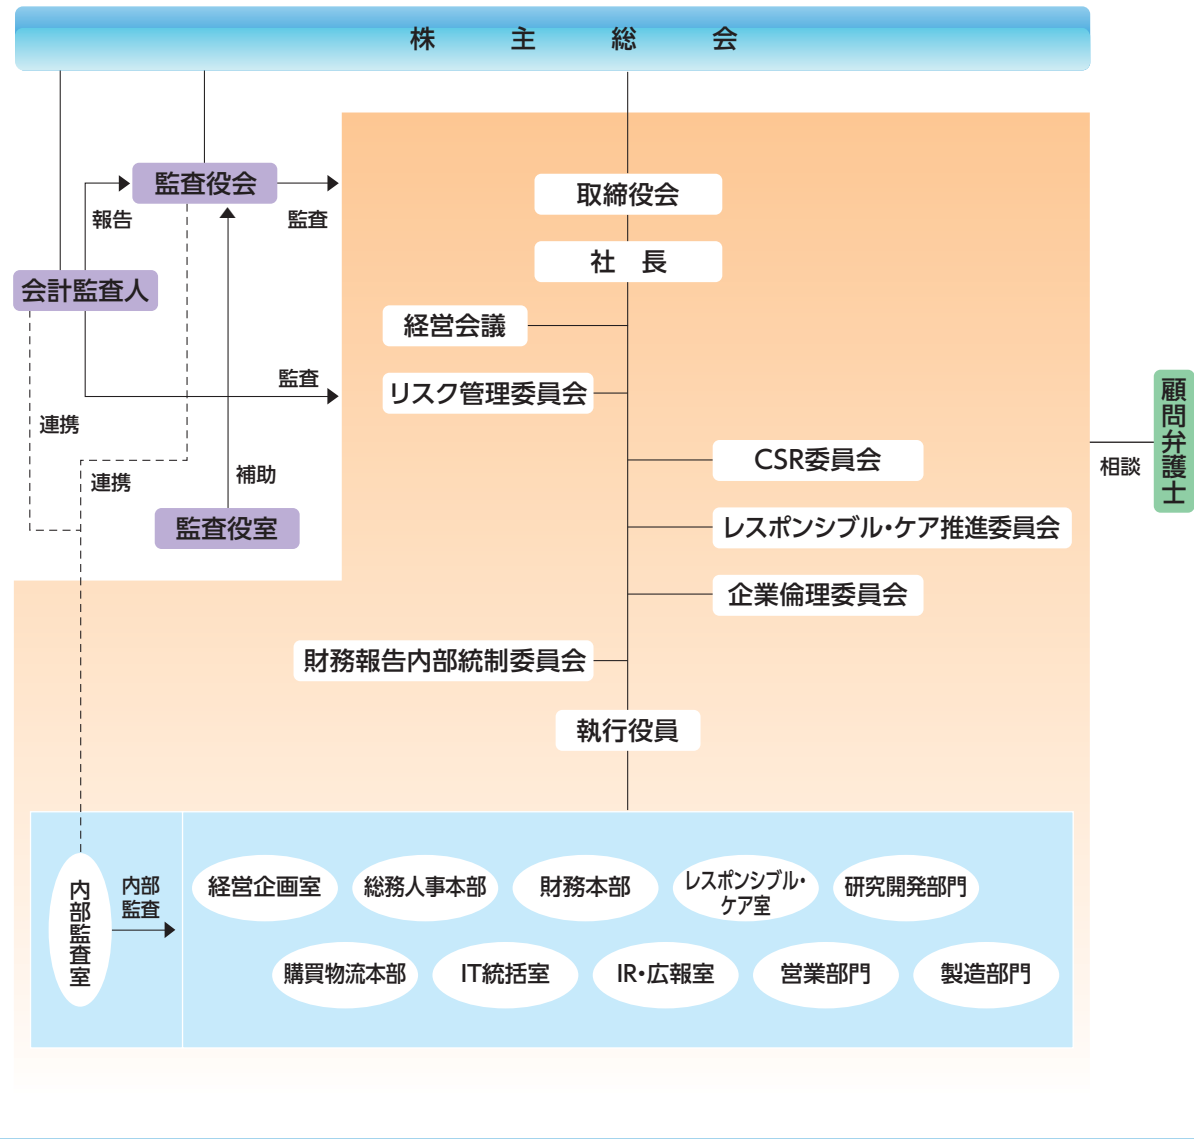 株主総会
監査役会
報告
監査
会計監査人
監査
連携
連携
補助
監査役室
取締役会
社長
経営会議
リスク管理委員会
CSR委員会
レスポンシブル・ケア推進委員会
企業倫理委員会
財務報告内部統制委員会
執行役員
相談
顧問弁護士
内部監査室
内部
監査
経営企画室
総務人事本部
財務本部
レスポンシブル・
ケア室
研究開発部門
購買物流本部
IT統括室
IR・広報室
営業部門
製造部門